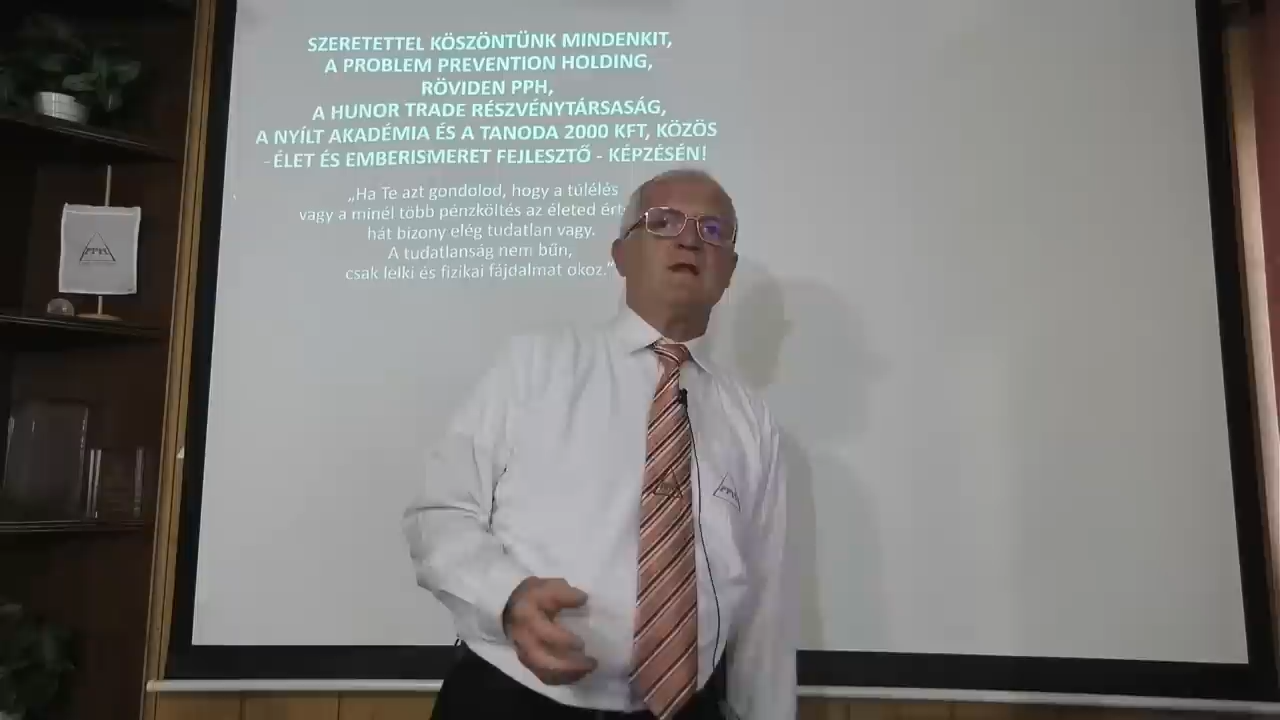 SZERETETTEL KÖSZÖNTÜNK MINDENKIT,
A PROBLEM PREVENTION HOLDING,
RÖVIDEN PPH,
A HUNOR TRADE RÉSZVÉNYTÁRSASÁG,
A NYÍLT AKADÉMIA ÉS A TANODA 2000 KFT, KÖZÖS
- ÉLET ÉS EMBERISMERET FEJLESZTŐ - KÉPZÉSÉN!
„Ha Te azt gondolod, hogy a túlélés
vagy a minél több pénzköltés az életed
hát bizony elég tudatlan vagy.
A tudatlanság nem bűn,
csak lelki és fizikai fájdalmat okoz.”